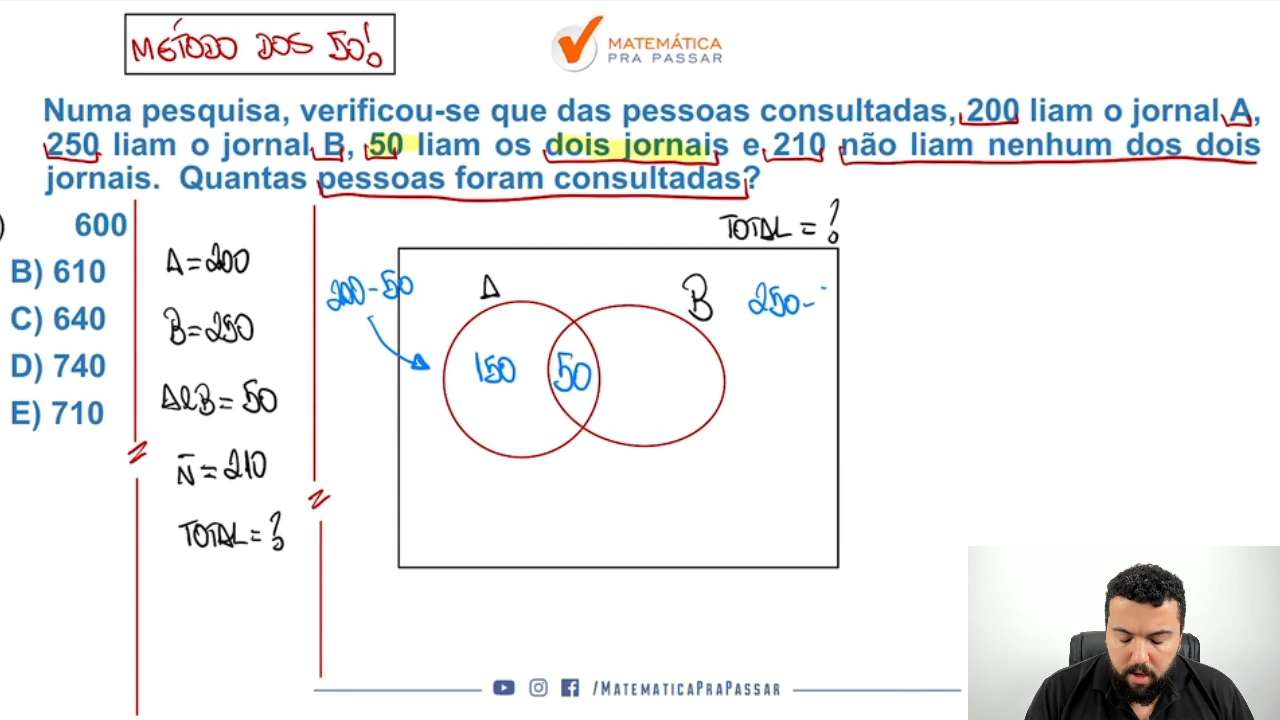 MÉTODO DOS 50!
MATEMÁTICA
PRA PASSAR
Numa pesquisa, verificou-se que das pessoas consultadas, 200 liam o jornal A,
250 liam o jornal B, 50 liam os dois jornais e 210 não liam nenhum dos dois
jornais. Quantas pessoas foram consultadas?
) 600
B) 610
C) 640
D) 740
E) 710
A=200
B=250
AeB=50
N=210
TOTAL=?
TOTAL=?
200-50
A
B
250-
150
50
/MATEMATICAPRAPASSAR